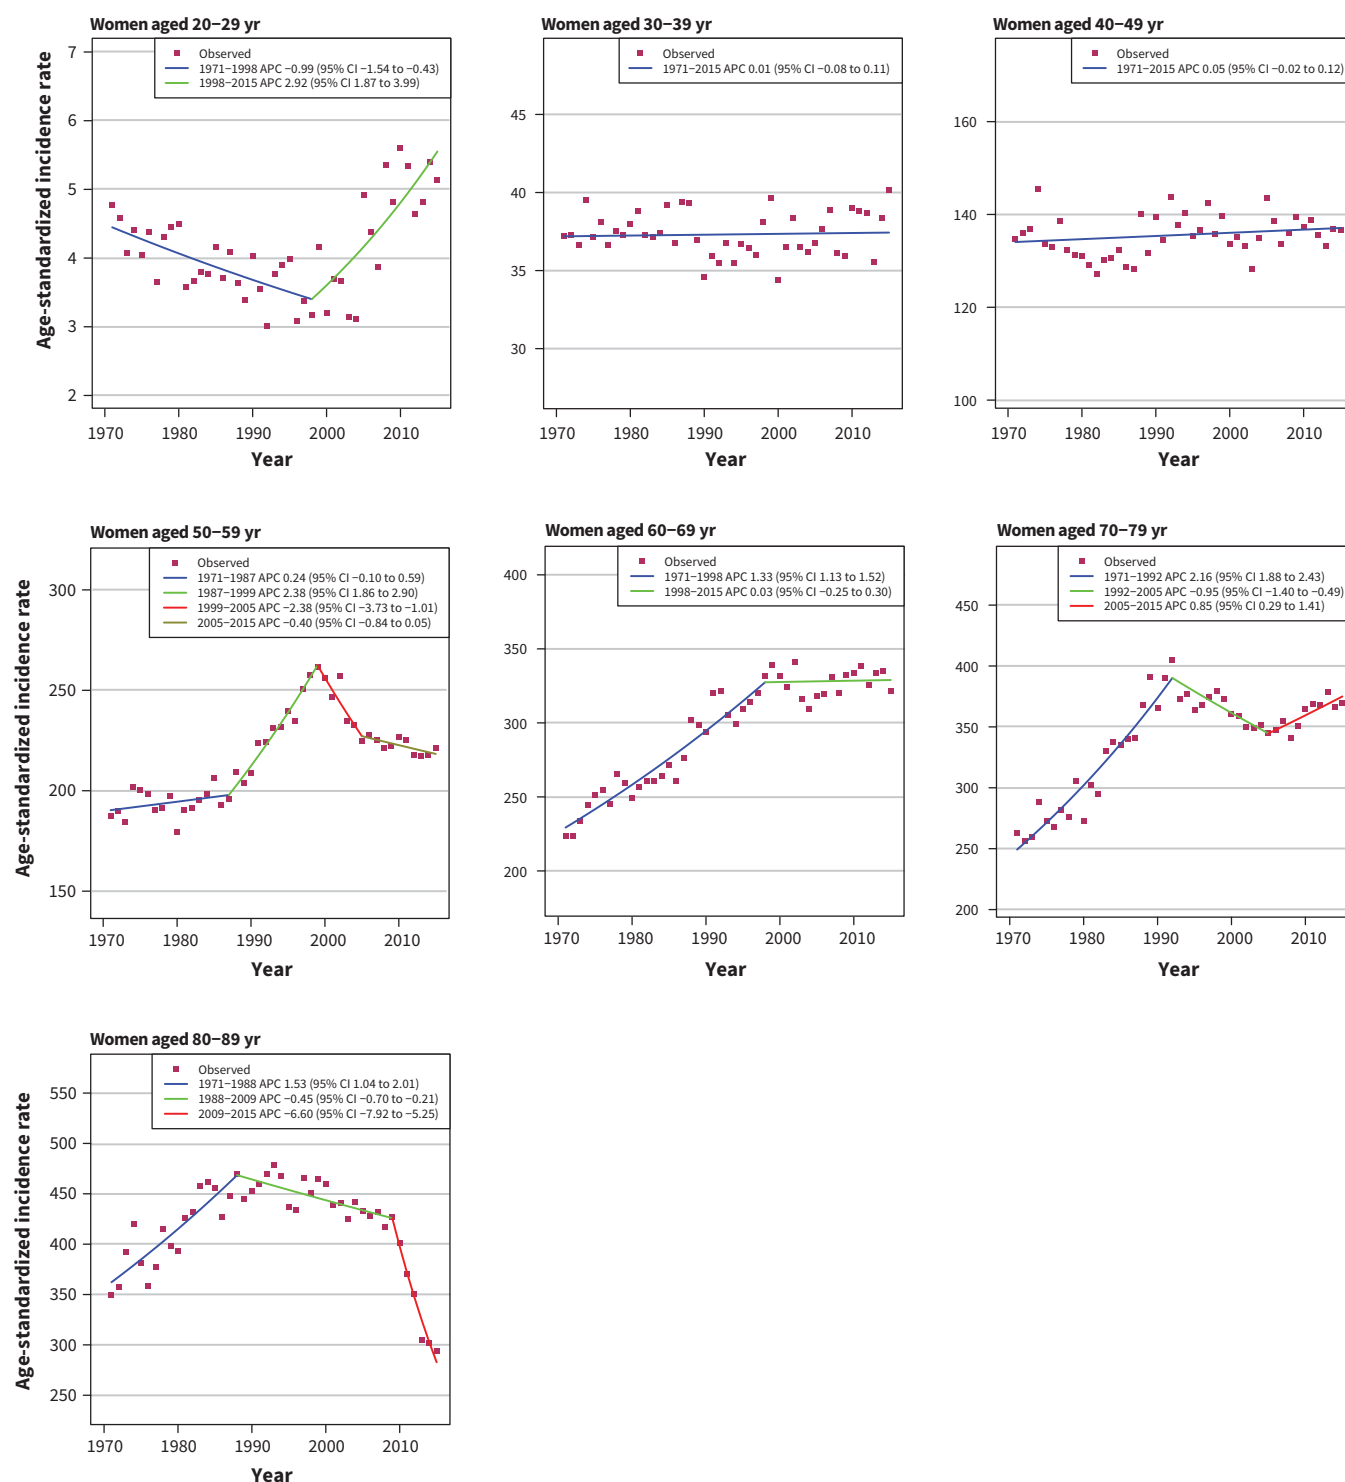 Women aged 20–29 yr
Age-standardized incidence rate
7
6
5
4
3
2
Observed
1971–1998 APC −0.99 (95% CI −1.54 to −0.43)
1998–2015 APC 2.92 (95% CI 1.87 to 3.99)
1970 1980 1990 2000 2010
Year
Women aged 30–39 yr
45
40
35
30
Observed
1971–2015 APC 0.01 (95% CI −0.08 to 0.11)
1970 1980 1990 2000 2010
Year
Women aged 40–49 yr
160
140
120
100
Observed
1971–2015 APC 0.05 (95% CI −0.02 to 0.12)
1970 1980 1990 2000 2010
Year
Women aged 50–59 yr
Age-standardized incidence rate
300
250
200
150
Observed
1971–1987 APC 0.24 (95% CI −0.10 to 0.59)
1987–1999 APC 2.38 (95% CI 1.86 to 2.90)
1999–2005 APC −2.38 (95% CI −3.73 to −1.01)
2005–2015 APC −0.40 (95% CI −0.84 to 0.05)
1970 1980 1990 2000 2010
Year
Women aged 60–69 yr
400
350
300
250
200
Observed
1971–1998 APC 1.33 (95% CI 1.13 to 1.52)
1998–2015 APC 0.03 (95% CI −0.25 to 0.30)
1970 1980 1990 2000 2010
Year
Women aged 70–79 yr
450
400
350
300
250
200
Observed
1971–1992 APC 2.16 (95% CI 1.88 to 2.43)
1992–2005 APC −0.95 (95% CI −1.40 to −0.49)
2005–2015 APC 0.85 (95% CI 0.29 to 1.41)
1970 1980 1990 2000 2010
Year
Women aged 80–89 yr
Age-standardized incidence rate
550
500
450
400
350
300
250
Observed
1971–1988 APC 1.53 (95% CI 1.04 to 2.01)
1988–2009 APC −0.45 (95% CI −0.70 to −0.21)
2009–2015 APC −6.60 (95% CI −7.92 to −5.25)
1970 1980 1990 2000 2010
Year